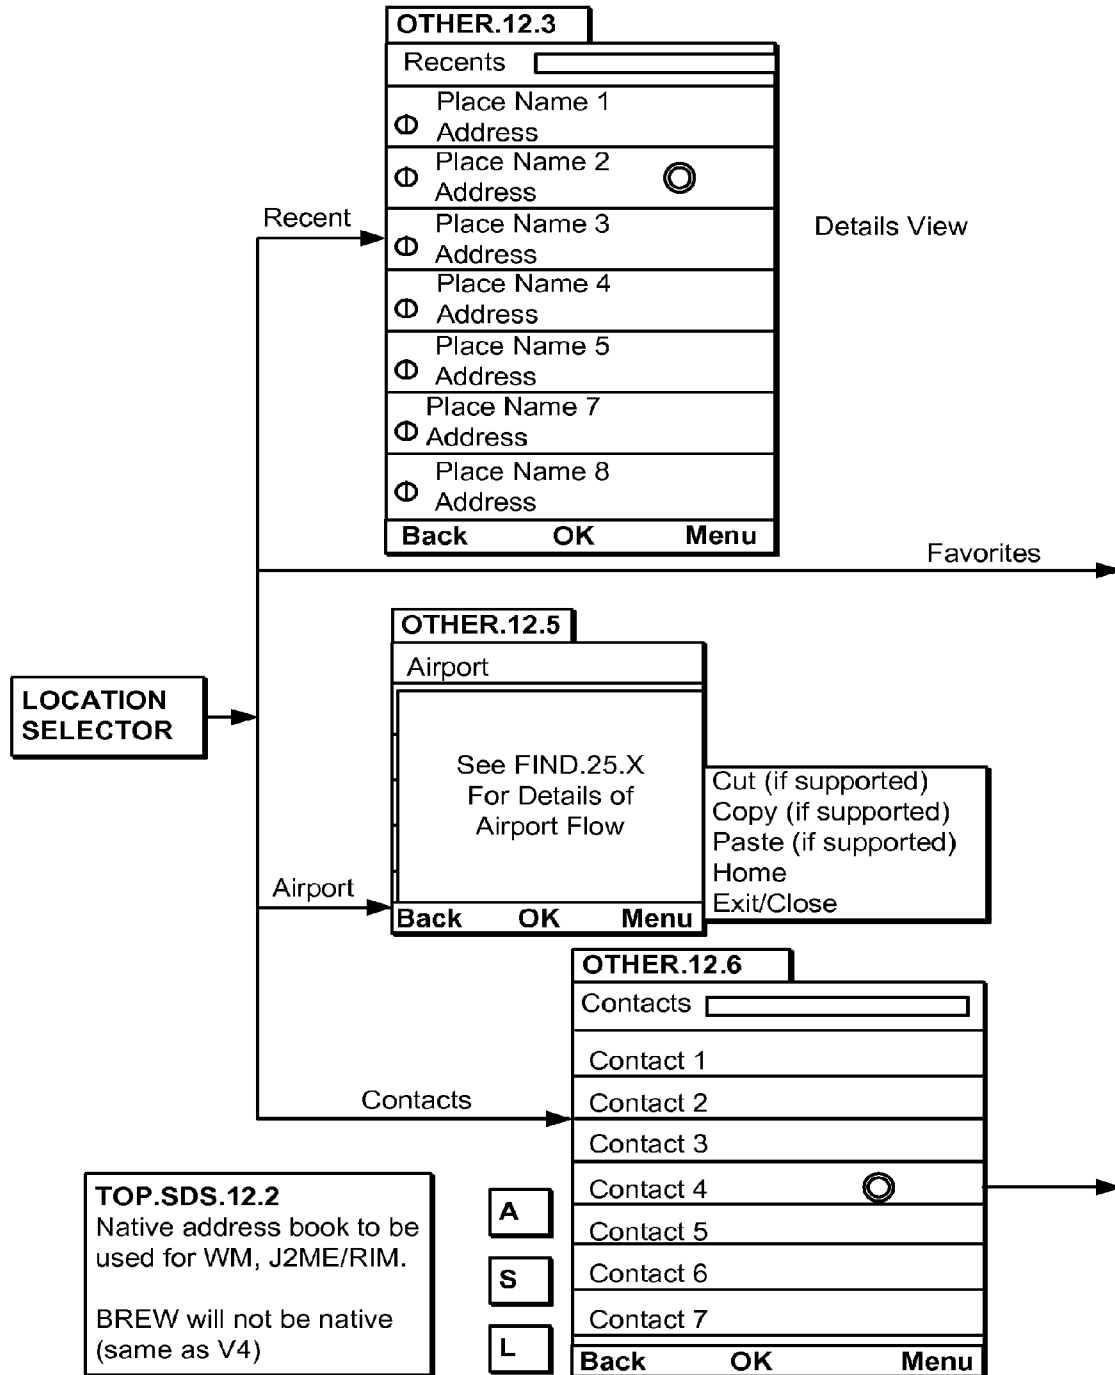 OTHER.12.3
Recents
Place Name 1
Address
Place Name 2
Address
Place Name 3
Address
Place Name 4
Address
Place Name 5
Address
Place Name 7
Address
Place Name 8
Address
Back OK Menu
Recent
Details View
Favorites
LOCATION
SELECTOR
OTHER.12.5
Airport
See FIND.25.X
For Details of
Airport Flow
Back OK Menu
Cut (if supported)
Copy (if supported)
Paste (if supported)
Home
Exit/Close
Airport
OTHER.12.6
Contacts
Contact 1
Contact 2
Contact 3
Contact 4
Contact 5
Contact 6
Contact 7
Back OK Menu
Contacts
TOP.SDS.12.2
Native address book to be
used for WM, J2ME/RIM.
BREW will not be native
(same as V4)
A
S
L